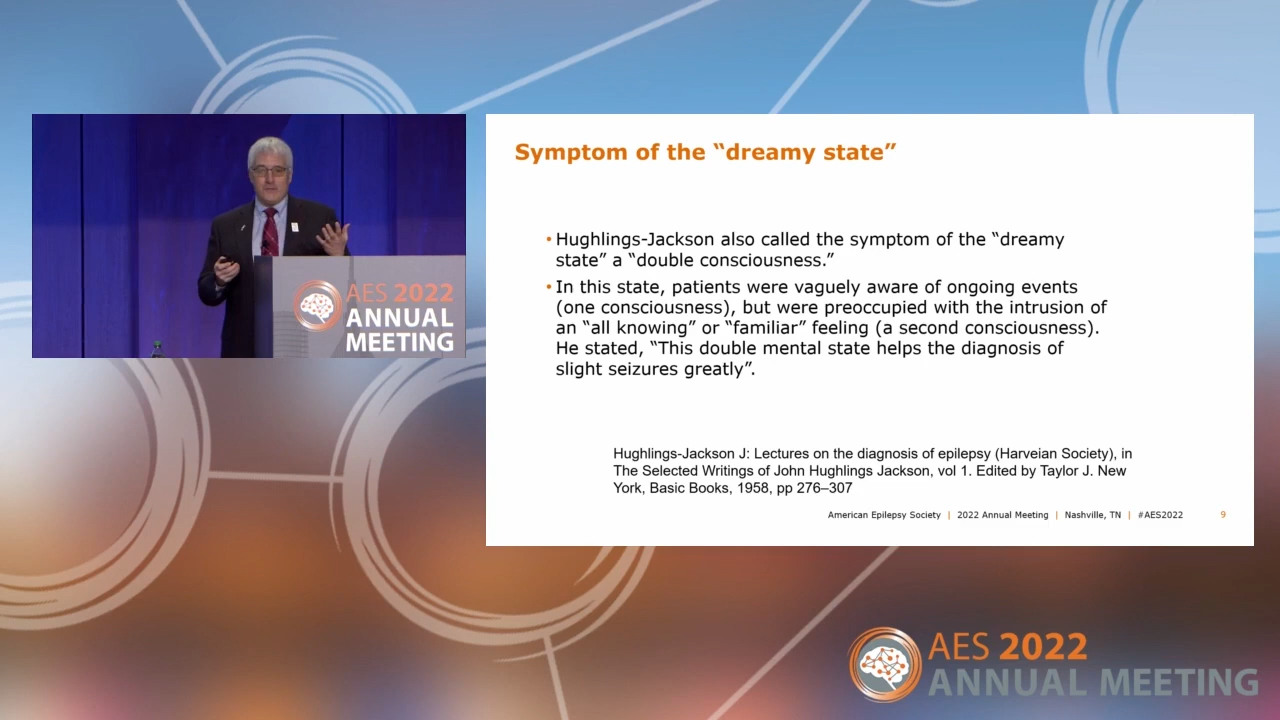 AES 2022
ANNUAL
MEETING
Symptom of the “dreamy state”
• Hughlings-Jackson also called the symptom of the “dreamy
state” a “double consciousness.”
• In this state, patients were vaguely aware of ongoing events
(one consciousness), but were preoccupied with the intrusion of
an “all knowing” or “familiar” feeling (a second consciousness).
He stated, “This double mental state helps the diagnosis of
slight seizures greatly”.
Hughlings-Jackson J: Lectures on the diagnosis of epilepsy (Harveian Society), in
The Selected Writings of John Hughlings Jackson, vol 1. Edited by Taylor J. New
York, Basic Books, 1958, pp 276–307
American Epilepsy Society | 2022 Annual Meeting | Nashville, TN | #AES2022 9
AES 2022
ANNUAL MEETING